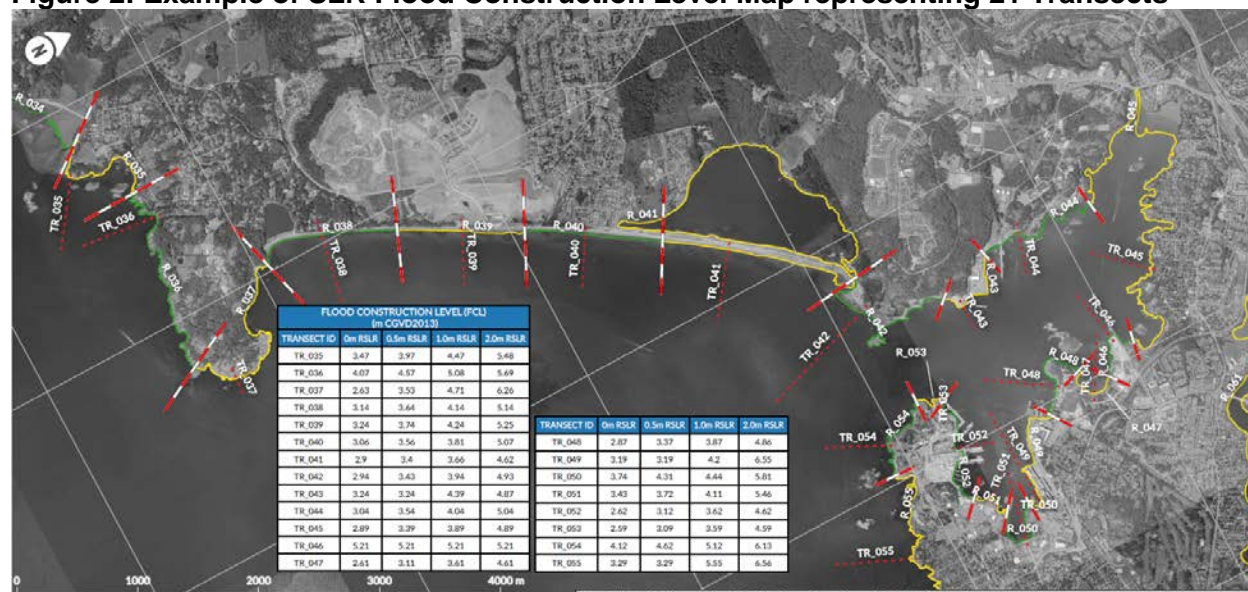 Figure 2: Example of SLR Flood Construction Level Map representing 21 Transects
N
R_034
R_035
TR_035
TR_036
R_036
R_037
TR_037
R_038
TR_038
R_039
TR_039
R_040
TR_040
R_041
TR_041
R_042
TR_042
R_043
TR_043
R_044
TR_044
R_045
TR_045
TR_046
R_046
TR_047
R_047
R_048
TR_048
R_049
TR_049
TR_050
R_050
TR_051
R_051
TR_052
R_052
R_053
TR_053
R_054
TR_054
R_055
TR_055
R_061
FLOOD CONSTRUCTION LEVEL (FCL)
(m CGVD2013)
TRANSECT ID 0m RSLR 0.5m RSLR 1.0m RSLR 2.0m RSLR
TR_035 3.47 3.97 4.47 5.48
TR_036 4.07 4.57 5.08 5.69
TR_037 2.63 3.53 4.71 6.26
TR_038 3.14 3.64 4.14 5.14
TR_039 3.24 3.74 4.24 5.25
TR_040 3.06 3.56 3.81 5.07
TR_041 2.9 3.4 3.66 4.62
TR_042 2.94 3.43 3.94 4.93
TR_043 3.24 3.24 4.39 4.87
TR_044 3.04 3.54 4.04 5.04
TR_045 2.89 3.39 3.89 4.89
TR_046 5.21 5.21 5.21 5.21
TR_047 2.61 3.11 3.61 4.61
TRANSECT ID 0m RSLR 0.5m RSLR 1.0m RSLR 2.0m RSLR
TR_048 2.87 3.37 3.87 4.86
TR_049 3.19 3.19 4.2 6.55
TR_050 3.74 4.31 4.44 5.81
TR_051 3.43 3.72 4.11 5.46
TR_052 2.62 3.12 3.62 4.62
TR_053 2.59 3.09 3.59 4.59
TR_054 4.12 4.62 5.12 6.13
TR_055 3.29 3.29 5.55 6.56
0 1000 2000 3000 4000 m